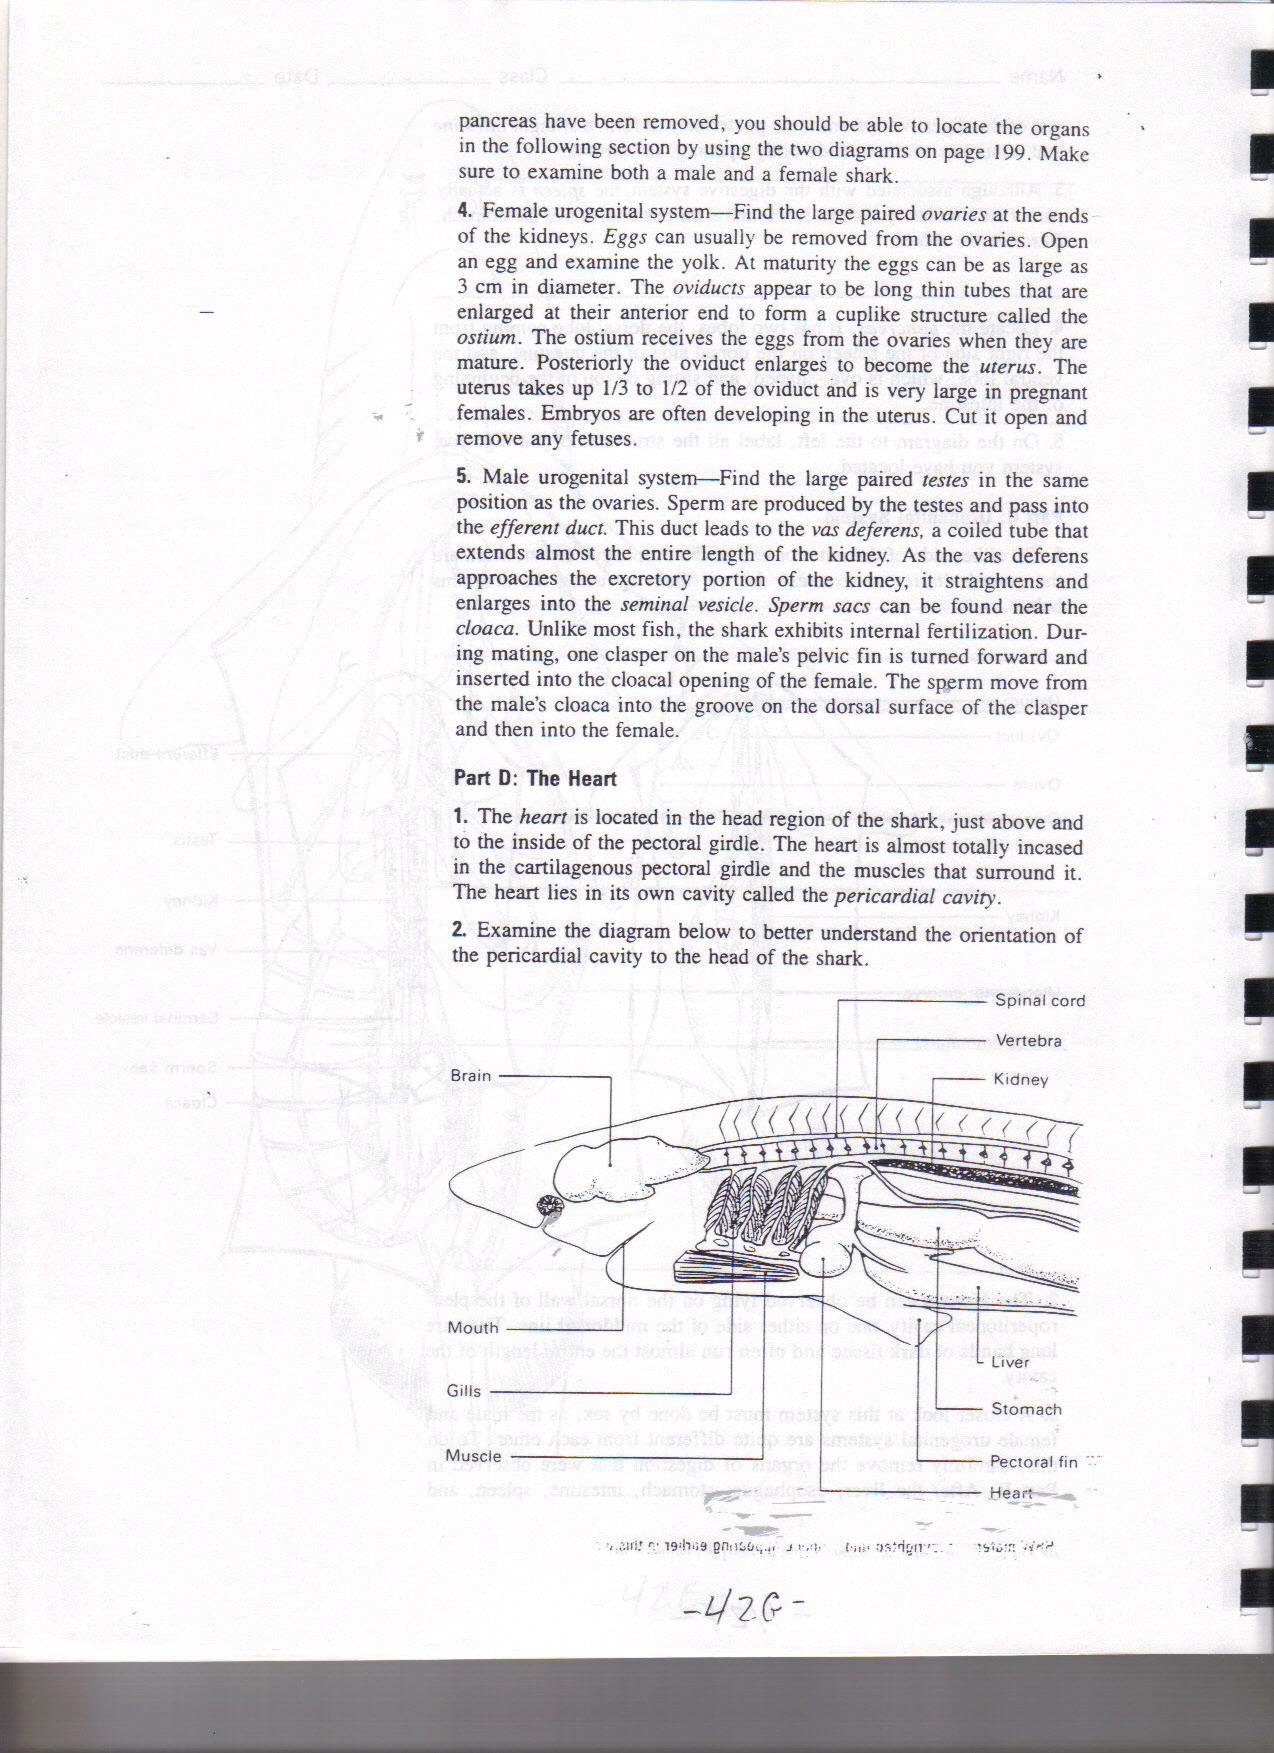 pancreas have been removed, you should be able to locate the organs
in the following section by using the two diagrams on page 199. Make
sure to examine both a male and a female shark.
4. Female urogenital system—Find the large paired ovaries at the ends
of the kidneys. Eggs can usually be removed from the ovaries. Open
an egg and examine the yolk. At maturity the eggs can be as large as
3 cm in diameter. The oviducts appear to be long thin tubes that are
enlarged at their anterior end to form a cuplike structure called the
ostium. The ostium receives the eggs from the ovaries when they are
mature. Posteriorly the oviduct enlarges to become the uterus. The
uterus takes up 1/3 to 1/2 of the oviduct and is very large in pregnant
females. Embryos are often developing in the uterus. Cut it open and
remove any fetuses.
5. Male urogenital system—Find the large paired testes in the same
position as the ovaries. Sperm are produced by the testes and pass into
the efferent duct. This duct leads to the vas deferens, a coiled tube that
extends almost the entire length of the kidney. As the vas deferens
approaches the excretory portion of the kidney, it straightens and
enlarges into the seminal vesicle. Sperm sacs can be found near the
cloaca. Unlike most fish, the shark exhibits internal fertilization. Dur-
ing mating, one clasper on the male's pelvic fin is turned forward and
inserted into the cloacal opening of the female. The sperm move from
the male's cloaca into the groove on the dorsal surface of the clasper
and then into the female.
Part D: The Heart
1. The heart is located in the head region of the shark, just above and
to the inside of the pectoral girdle. The heart is almost totally incased
in the cartilagenous pectoral girdle and the muscles that surround it.
The heart lies in its own cavity called the pericardial cavity.
2. Examine the diagram below to better understand the orientation of
the pericardial cavity to the head of the shark.
Spinal cord
Vertebra
Brain
Kidney
Mouth
Liver
Gills
Stomach
Muscle
Pectoral fin
Heart
-42G-